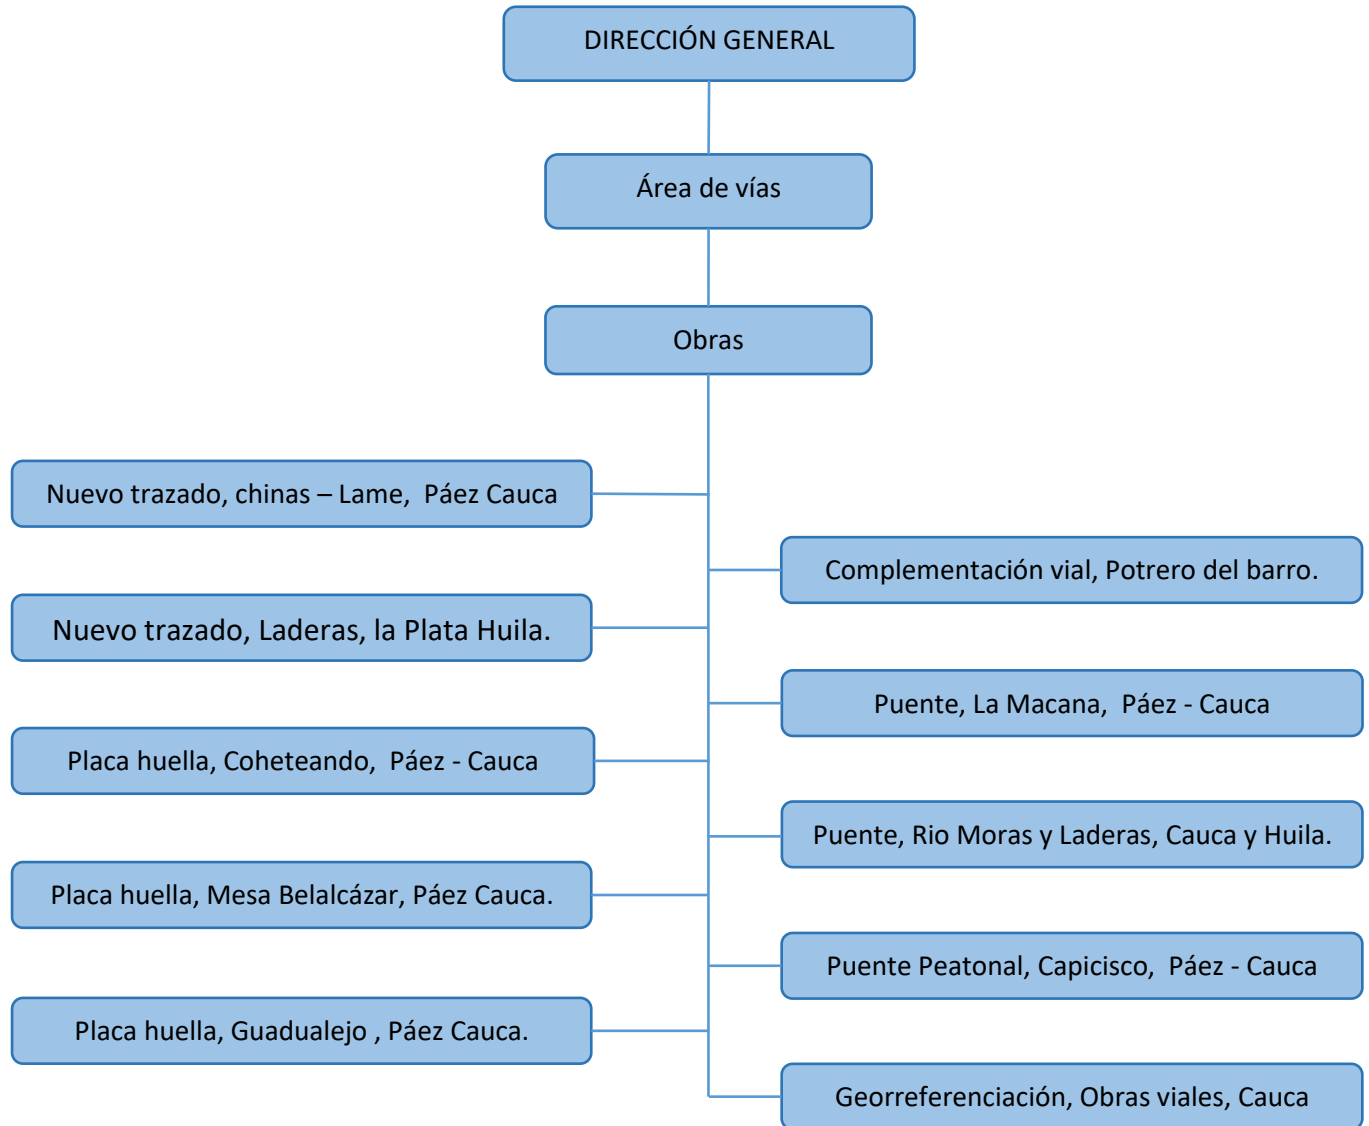 DIRECCIÓN GENERAL
Área de vías
Obras
Nuevo trazado, chinas – Lame, Páez Cauca
Complementación vial, Potrero del barro.
Nuevo trazado, Laderas, la Plata Huila.
Puente, La Macana, Páez - Cauca
Placa huella, Coheteando, Páez - Cauca
Puente, Rio Moras y Laderas, Cauca y Huila.
Placa huella, Mesa Belalcázar, Páez Cauca.
Puente Peatonal, Capicisco, Páez - Cauca
Placa huella, Guadualejo , Páez Cauca.
Georreferenciación, Obras viales, Cauca